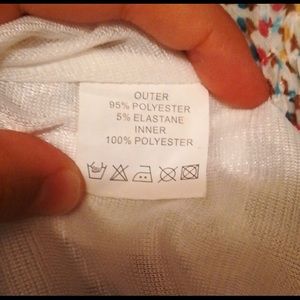 OUTER
95% POLYESTER
5% ELASTANE
INNER
100% POLYESTER